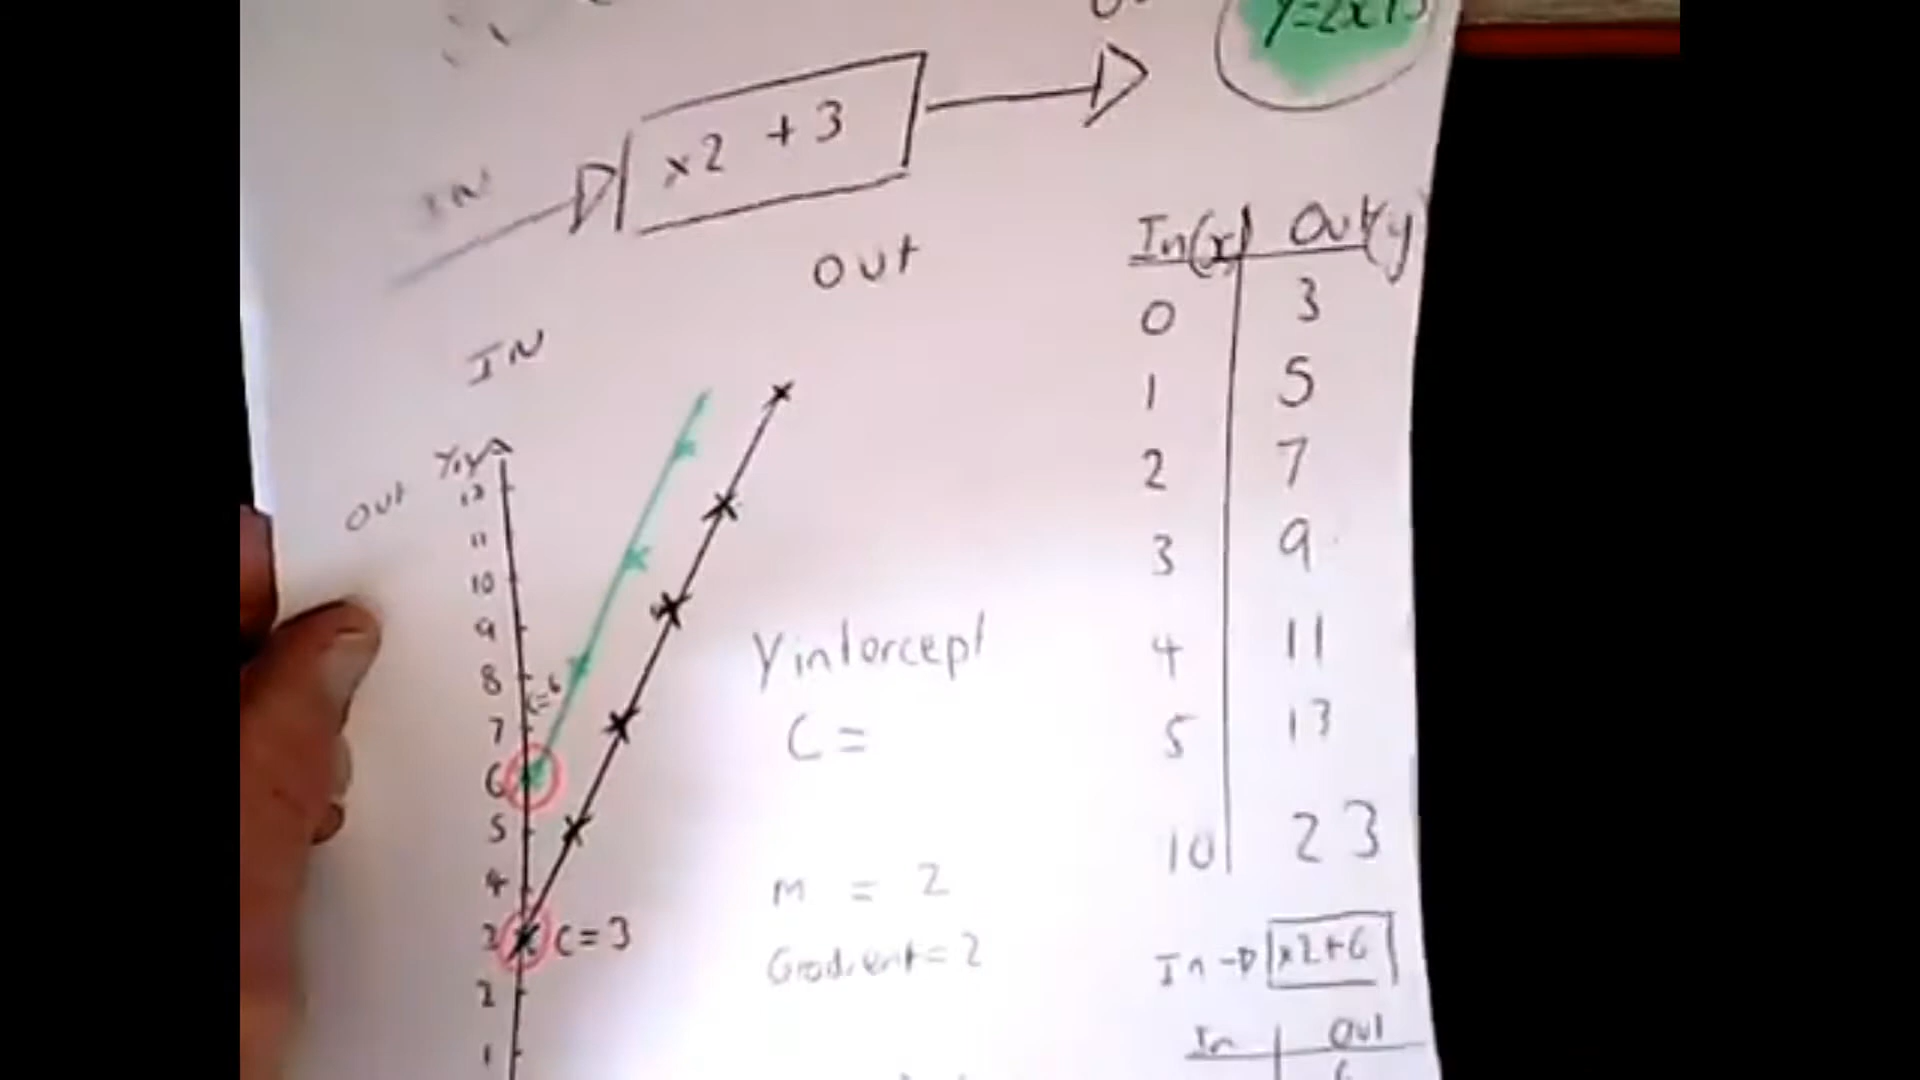 y=2x+3
IN
x2 +3
OUT
In(x) Out(y
0 3
1 5
2 7
3 9
4 11
5 13
10 23
IN
Out
12
11
10
9
8
7
6
5
4
3
2
1
C=6
C=3
Y intercept
C =
m = 2
Gradient = 2
In → x2+6
In Out
6